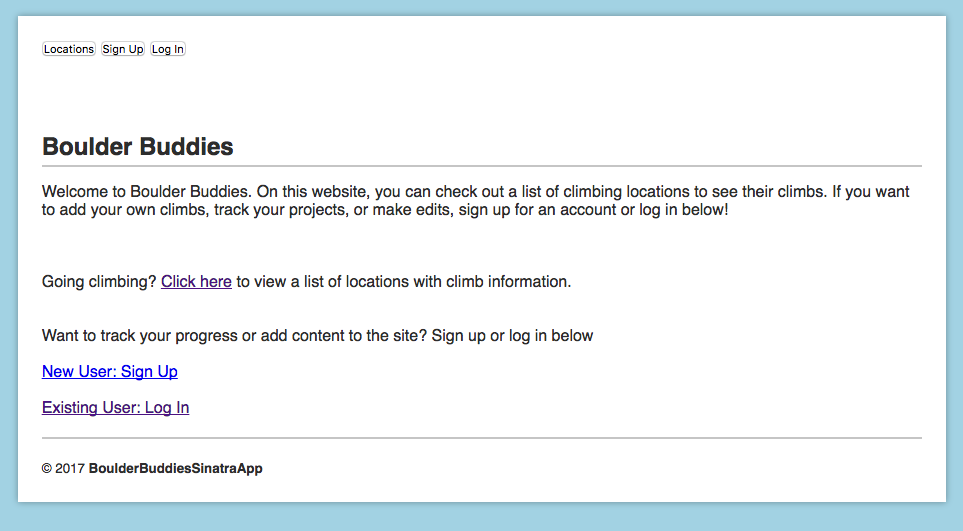 Locations Sign Up Log In
Boulder Buddies
Welcome to Boulder Buddies. On this website, you can check out a list of climbing locations to see their climbs. If you want
to add your own climbs, track your projects, or make edits, sign up for an account or log in below!
Going climbing? Click here to view a list of locations with climb information.
Want to track your progress or add content to the site? Sign up or log in below
New User: Sign Up
Existing User: Log In
© 2017 BoulderBuddiesSinatraApp